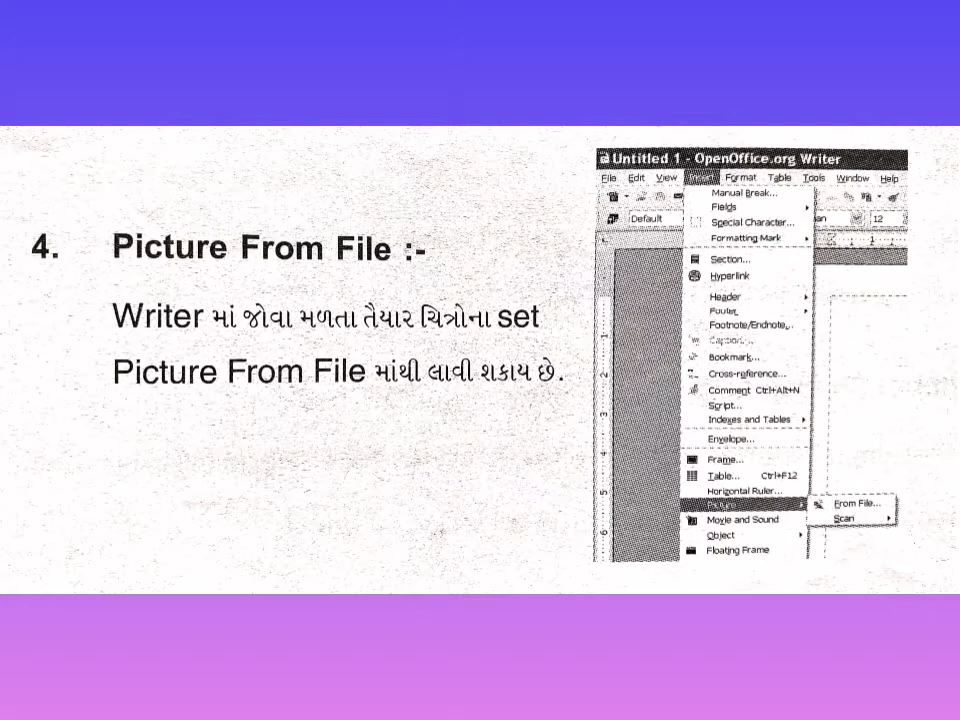 4. Picture From File :-
Writer માં જોવા મળતા તૈયાર ચિત્રોના set
Picture From File માંથી લાવી શકાય છે.
Untitled 1 - OpenOffice.org Writer
File Edit View Insert Format Table Tools Window Help
Manual Break...
Default
Fields
Special Character...
12
Formatting Mark
Section...
Hyperlink
Header
Footer
Footnote/Endnote...
Caption...
Bookmark...
Cross-reference...
Comment Ctrl+Alt+N
Script...
Indexes and Tables
Envelope...
Frame...
Table... Ctrl+F12
Horizontal Ruler...
Picture
From File...
Scan
Movie and Sound
Object
Floating Frame